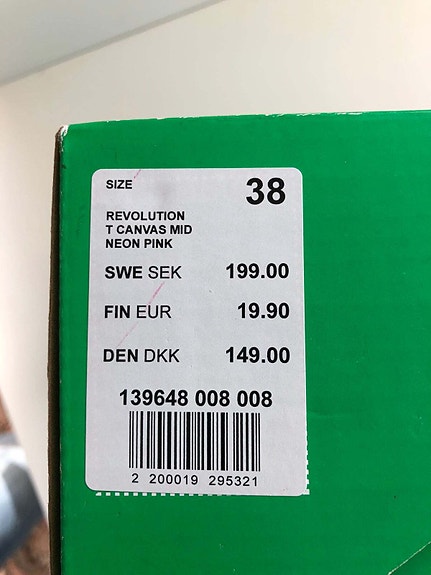 SIZE 38
REVOLUTION
T CANVAS MID
NEON PINK
SWE SEK 199.00
FIN EUR 19.90
DEN DKK 149.00
139648 008 008
2 200019 295321